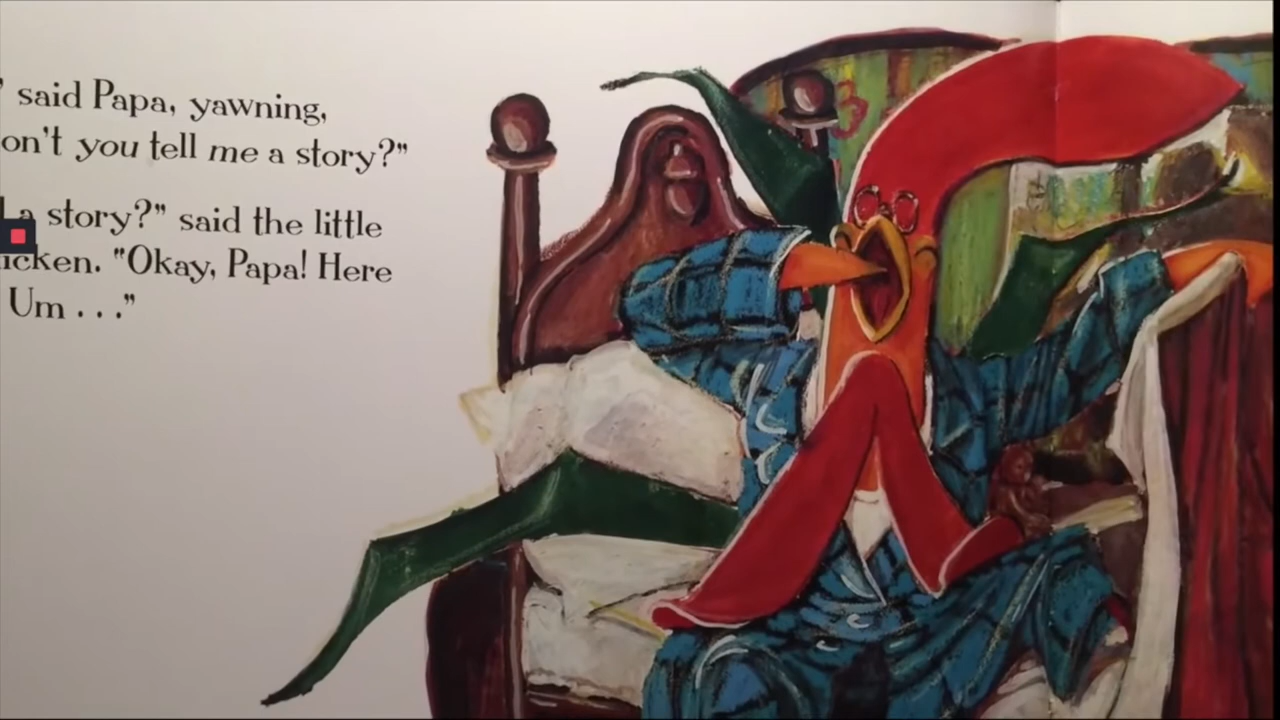 " said Papa, yawning,
on't you tell me a story?"
a story?" said the little
icken. "Okay, Papa! Here
Um . . ."